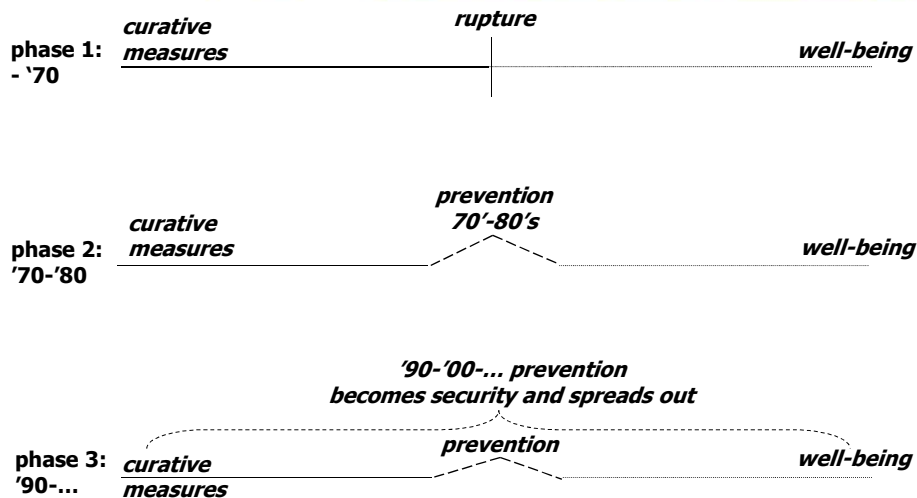 rupture
curative
measures
phase 1:
- ‘70
well-being
prevention
70’-80’s
curative
measures
phase 2:
’70-’80
well-being
’90-’00-… prevention
becomes security and spreads out
prevention
phase 3:
’90-…
curative
measures
well-being